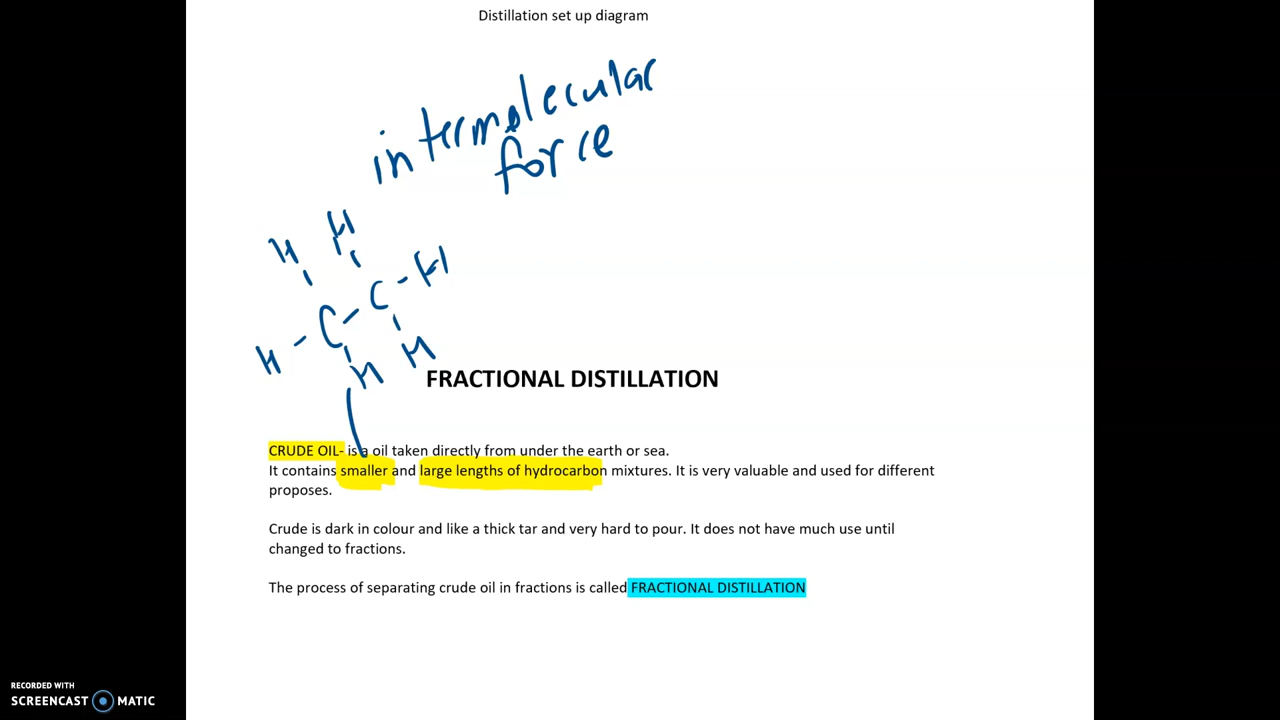 Distillation set up diagram
intermolecular
force
H H
C - C - H
H - H H
FRACTIONAL DISTILLATION
CRUDE OIL- is a oil taken directly from under the earth or sea.
It contains smaller and large lengths of hydrocarbon mixtures. It is very valuable and used for different
proposes.
Crude is dark in colour and like a thick tar and very hard to pour. It does not have much use until
changed to fractions.
The process of separating crude oil in fractions is called FRACTIONAL DISTILLATION
RECORDED WITH
SCREENCAST MATIC